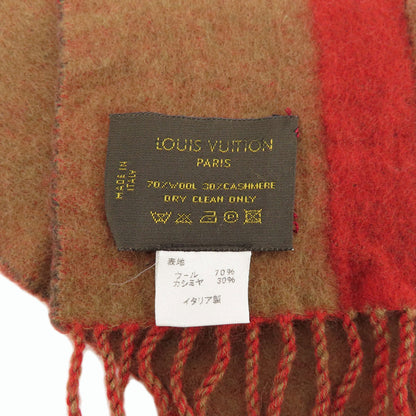 LOUIS VUITTON
PARIS
MADE IN
ITALY
70%WOOL 30%CASHMERE
DRY CLEAN ONLY
表地
ウール 70%
カシミヤ 30%
イタリア製